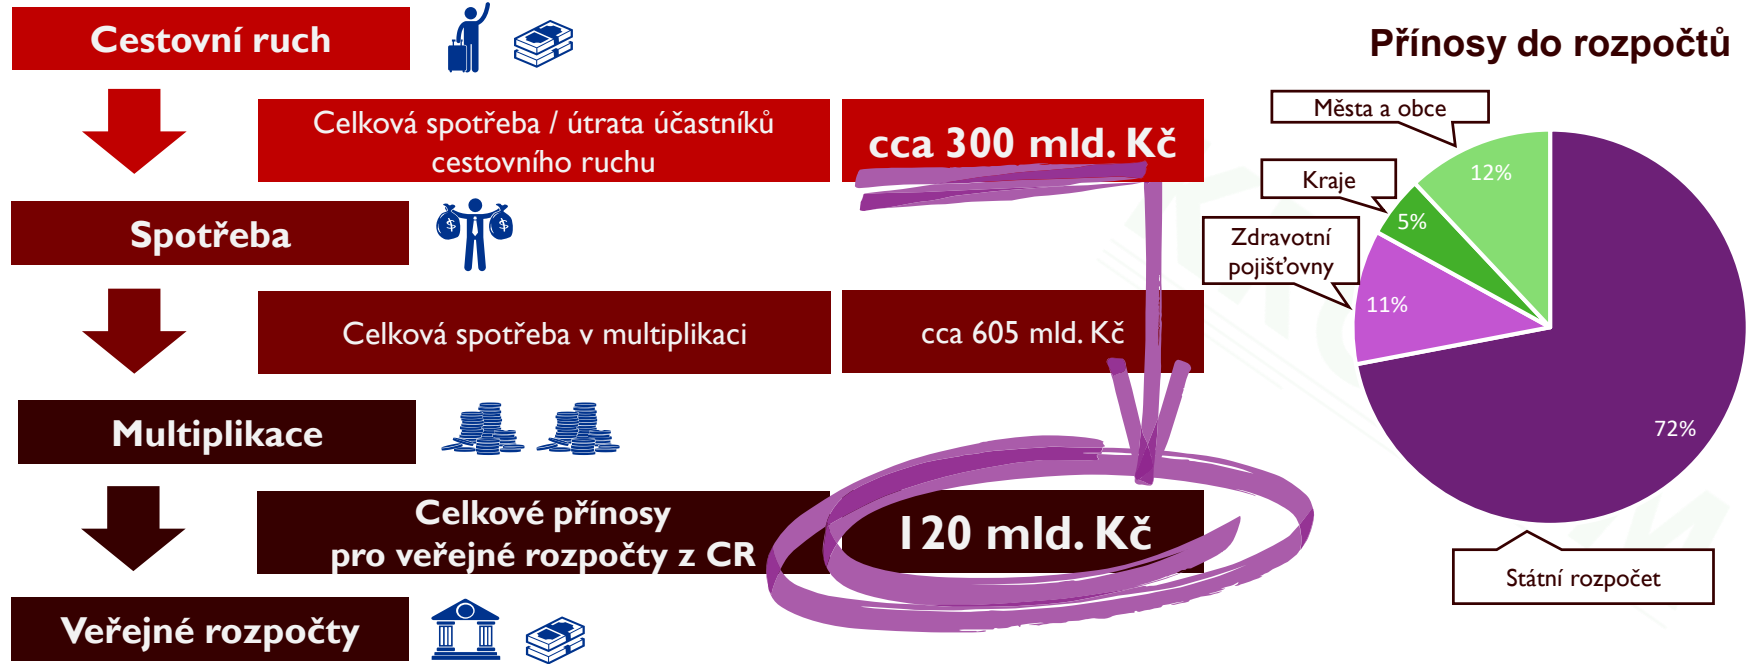 Cestovní ruch
Celková spotřeba / útrata účastníků
cestovního ruchu
cca 300 mld. Kč
Spotřeba
Celková spotřeba v multiplikaci
cca 605 mld. Kč
Multiplikace
Celkové přínosy
pro veřejné rozpočty z CR
120 mld. Kč
Veřejné rozpočty
Přínosy do rozpočtů
Města a obce
12%
Kraje
5%
Zdravotní
pojišťovny
11%
72%
Státní rozpočet